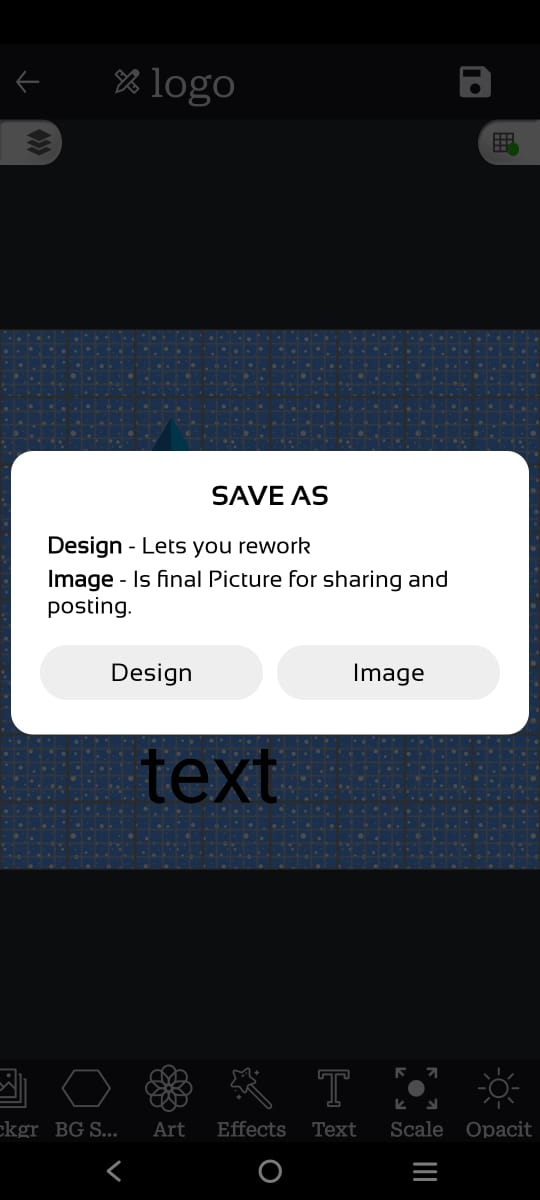 logo
SAVE AS
Design - Lets you rework
Image - Is final Picture for sharing and
posting.
Design Image
text
ckgr BG S... Art Effects Text Scale Opacit